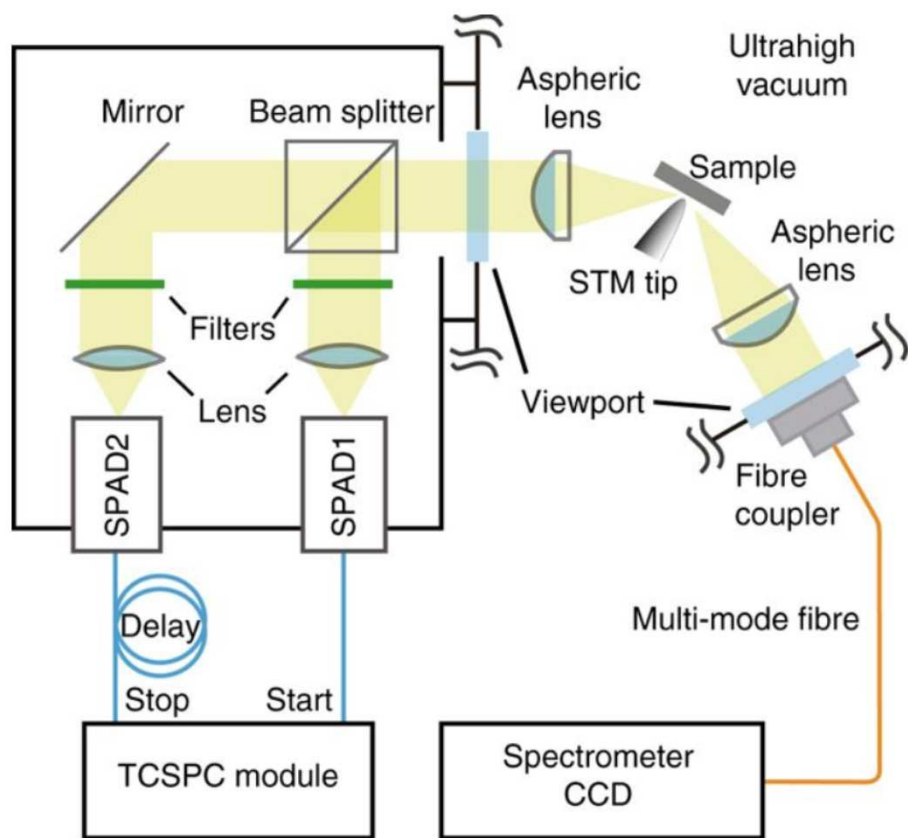 Ultrahigh
vacuum
Aspheric
lens
Mirror
Beam splitter
Sample
Aspheric
lens
STM tip
Filters
Lens
Viewport
SPAD2
SPAD1
Fibre
coupler
Delay
Multi-mode fibre
Stop
Start
TCSPC module
Spectrometer
CCD